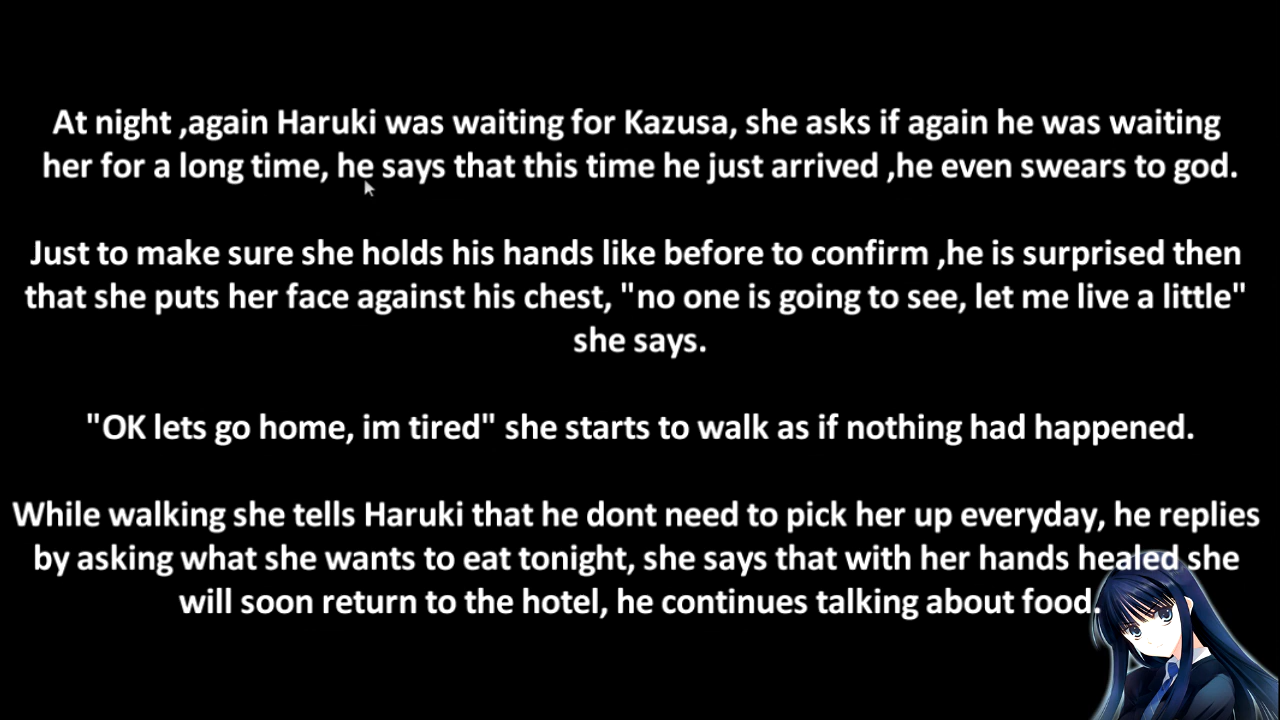 At night ,again Haruki was waiting for Kazusa, she asks if again he was waiting
her for a long time, he says that this time he just arrived ,he even swears to god.
Just to make sure she holds his hands like before to confirm ,he is surprised then
that she puts her face against his chest, "no one is going to see, let me live a little"
she says.
"OK lets go home, im tired" she starts to walk as if nothing had happened.
While walking she tells Haruki that he dont need to pick her up everyday, he replies
by asking what she wants to eat tonight, she says that with her hands healed she
will soon return to the hotel, he continues talking about food.